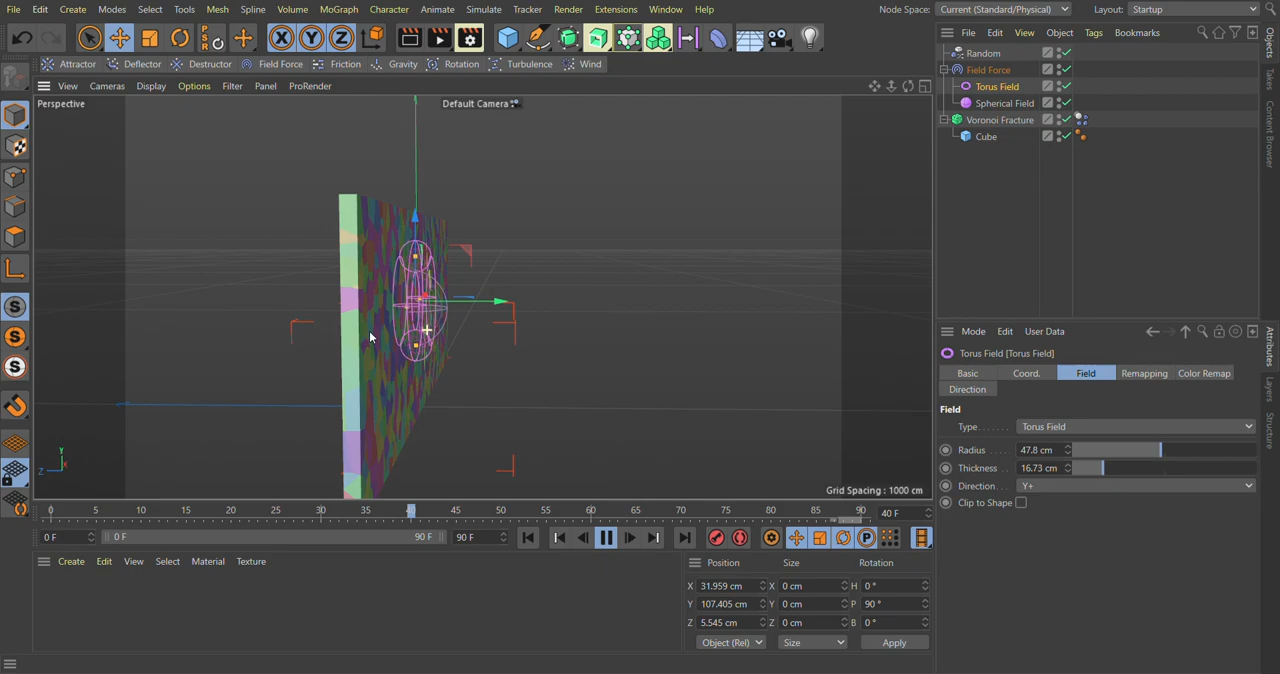 File Edit Create Modes Select Tools Mesh Spline Volume MoGraph Character Animate Simulate Tracker Render Extensions Window Help Node Space: Current (Standard/Physical) Layout: Startup
File Edit View Object Tags Bookmarks
Attractor Deflector Destructor Field Force Friction Gravity Rotation Turbulence Wind
View Cameras Display Options Filter Panel ProRender
Perspective
Default Camera
Random
Field Force
Torus Field
Spherical Field
Voronoi Fracture
Cube
Objects
Takes
Content Browser
Y
Z
X
Grid Spacing : 1000 cm
Mode Edit User Data
Torus Field [Torus Field]
Basic Coord. Field Remapping Color Remap
Direction
Field
Type Torus Field
Radius 47.8 cm
Thickness 16.73 cm
Direction Y+
Clip to Shape
Attributes
Layers
Structure
0 5 10 15 20 25 30 35 40 45 50 55 60 65 70 75 80 85 90 40 F
0 F 0 F 90 F 90 F
Create Edit View Select Material Texture
Position Size Rotation
X 31.959 cm X 0 cm H 0 °
Y 107.405 cm Y 0 cm P 90 °
Z 5.545 cm Z 0 cm B 0 °
Object (Rel) Size Apply